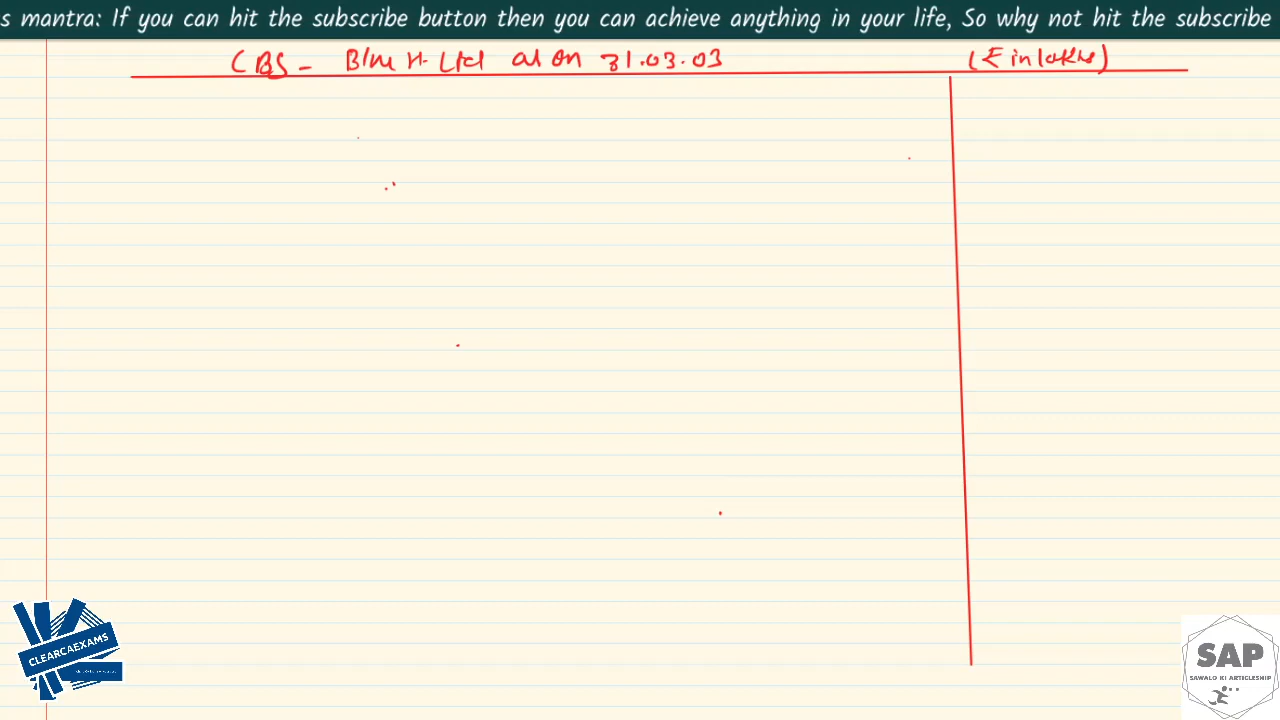 s mantra: If you can hit the subscribe button then you can achieve anything in your life, So why not hit the subscribe
CBS - Blue H. Ltd as on 31.03.03 (₹ in lakhs)
CLEARCAEXAMS
SAP
SAWALO KI ARTICLESHIP